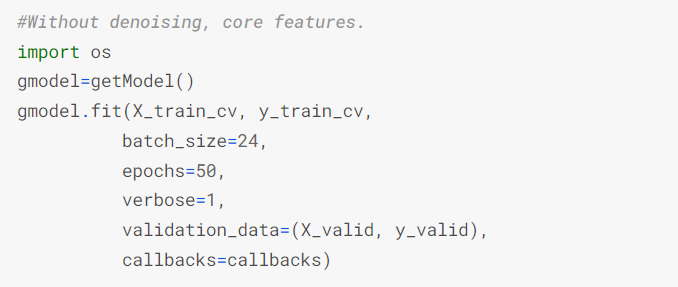 #Without denoising, core features.
import os
gmodel=getModel()
gmodel.fit(X_train_cv, y_train_cv,
          batch_size=24,
          epochs=50,
          verbose=1,
          validation_data=(X_valid, y_valid),
          callbacks=callbacks)